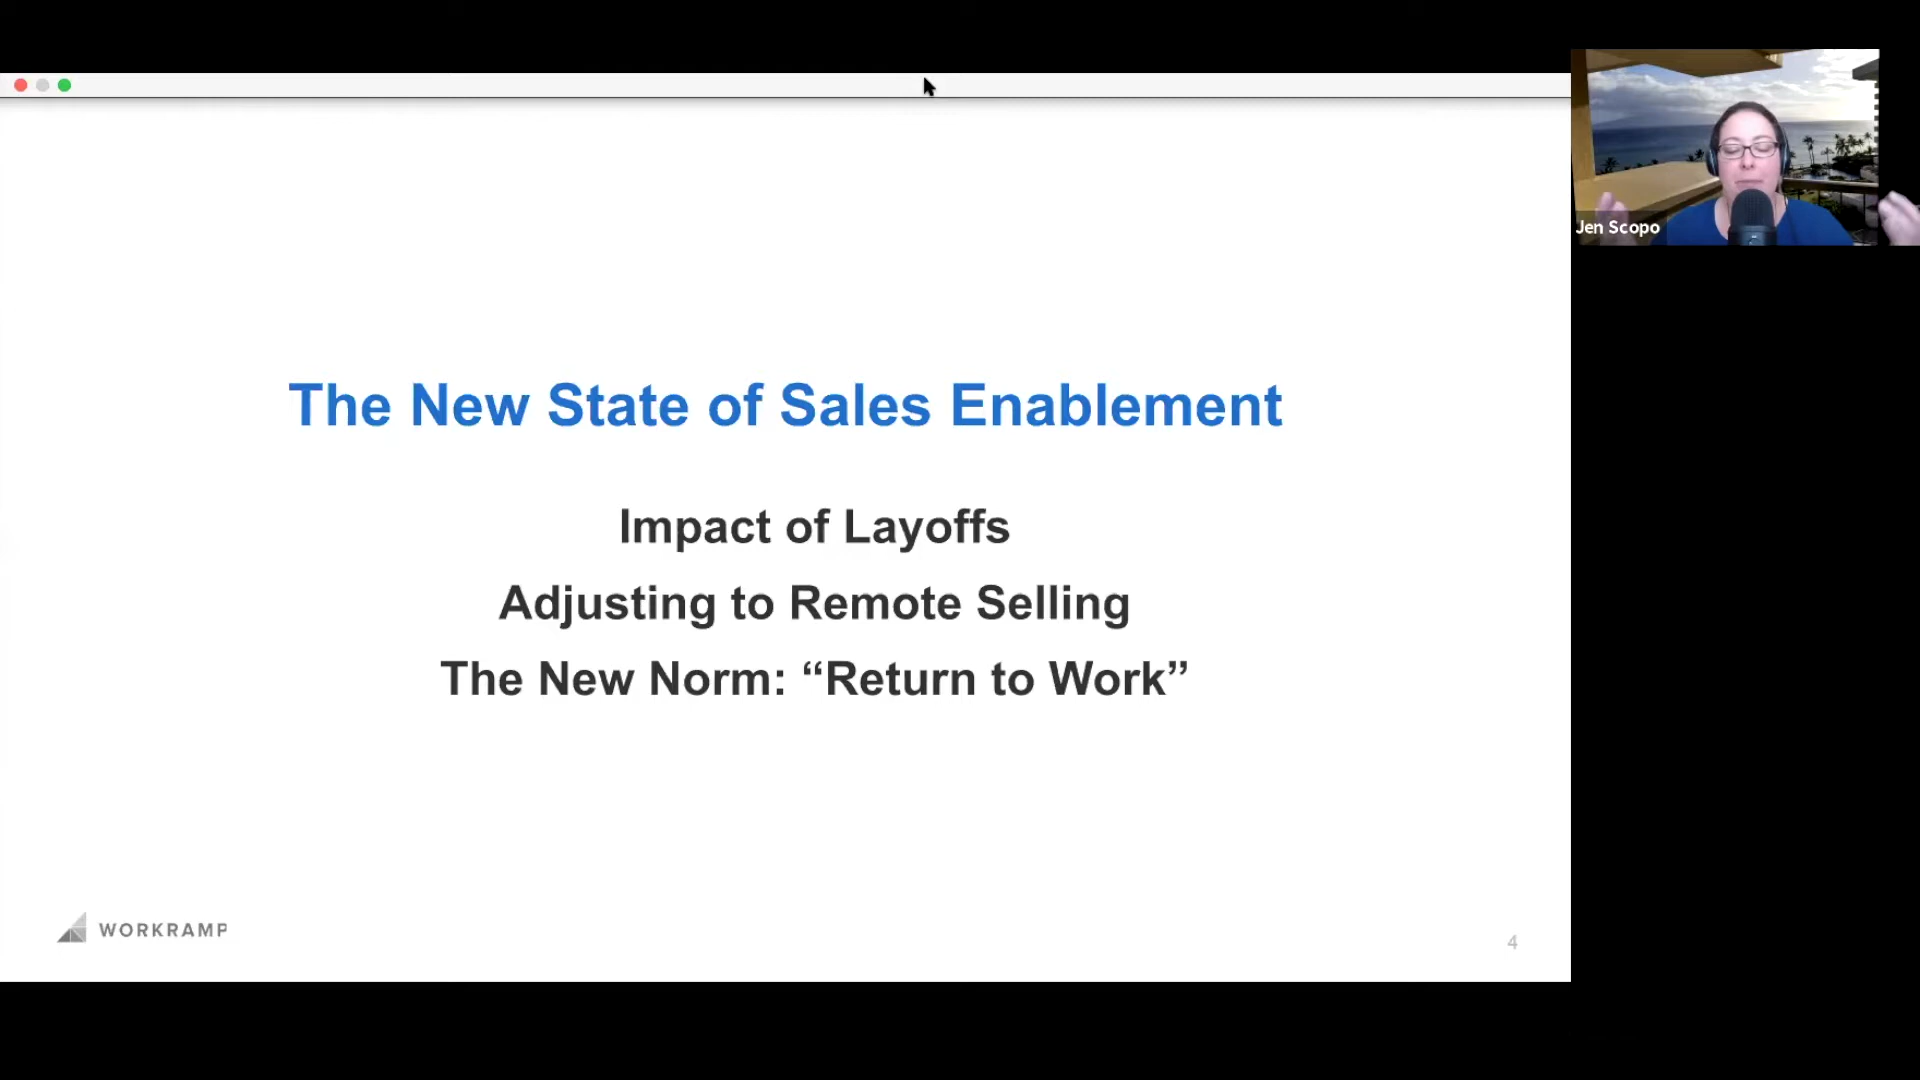 Jen Scopo
The New State of Sales Enablement
Impact of Layoffs
Adjusting to Remote Selling
The New Norm: “Return to Work”
WORKRAMP
4